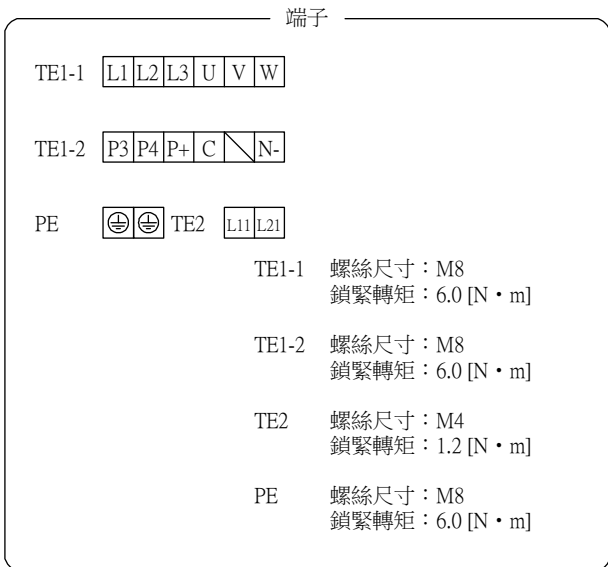 端子
TE1-1 L1 L2 L3 U V W
TE1-2 P3 P4 P+ C N-
PE TE2 L11 L21
TE1-1 螺絲尺寸：M8
鎖緊轉矩：6.0 [N・m]
TE1-2 螺絲尺寸：M8
鎖緊轉矩：6.0 [N・m]
TE2 螺絲尺寸：M4
鎖緊轉矩：1.2 [N・m]
PE 螺絲尺寸：M8
鎖緊轉矩：6.0 [N・m]